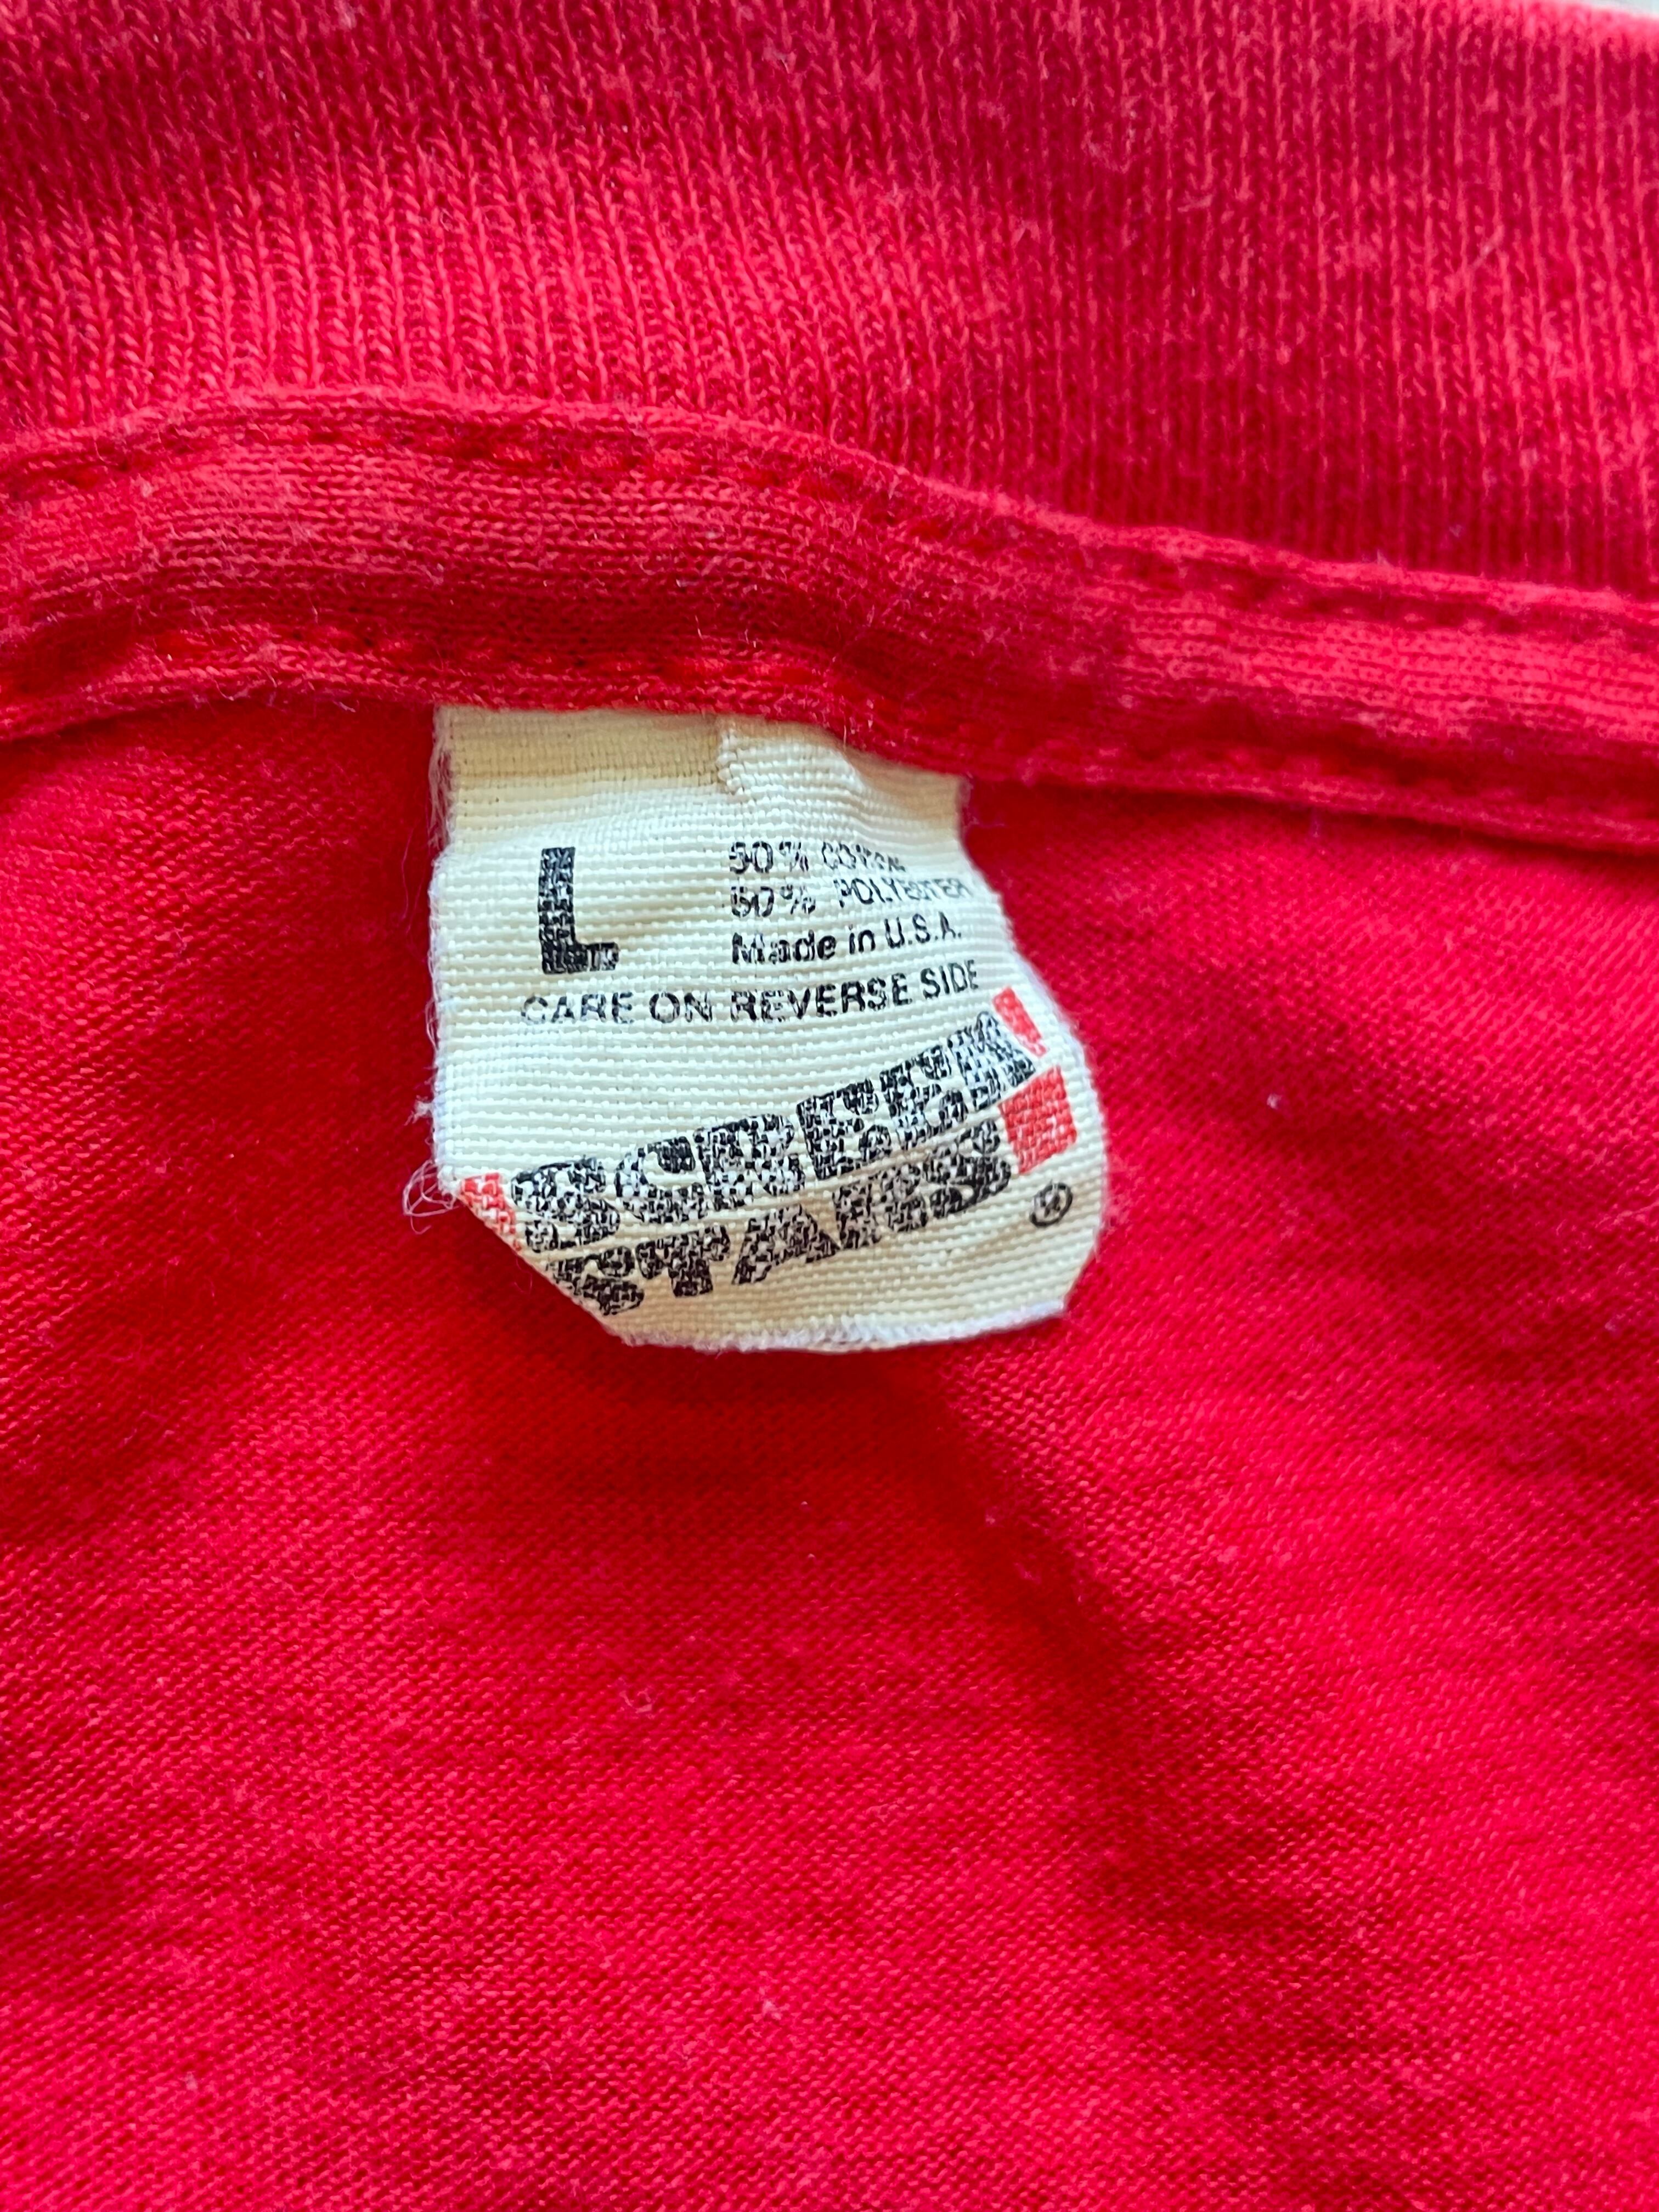 L
50% COTTON
50% POLYESTER
Made in U.S.A.
CARE ON REVERSE SIDE
SCREEN
STARS
®